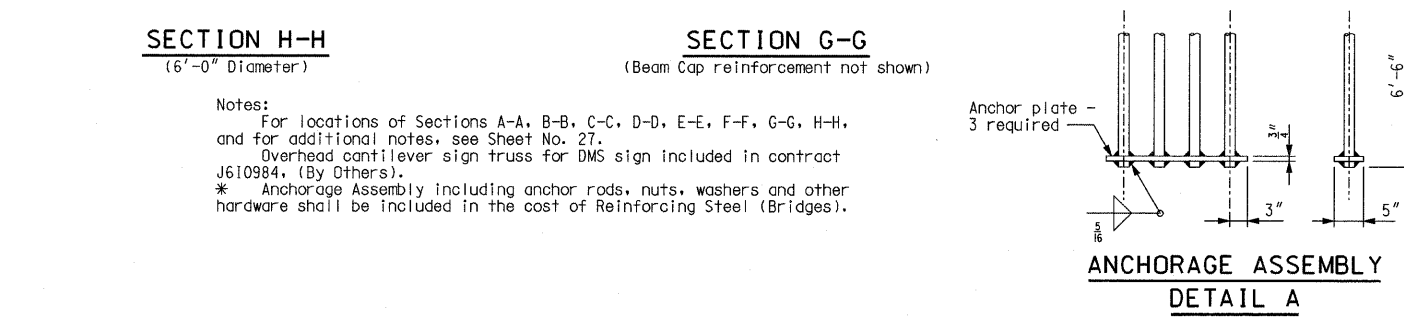 SECTION H-H
(6'-0" Diameter)
SECTION G-G
(Beam Cap reinforcement not shown)
Notes:
For locations of Sections A-A, B-B, C-C, D-D, E-E, F-F, G-G, H-H,
and for additional notes, see Sheet No. 27.
Overhead cantilever sign truss for DMS sign included in contract
J6I0984, (By Others).
* Anchorage Assembly including anchor rods, nuts, washers and other
hardware shall be included in the cost of Reinforcing Steel (Bridges).
Anchor plate -
3 required
3/4"
6'-6"
5/16
3"
5"
ANCHORAGE ASSEMBLY
DETAIL A